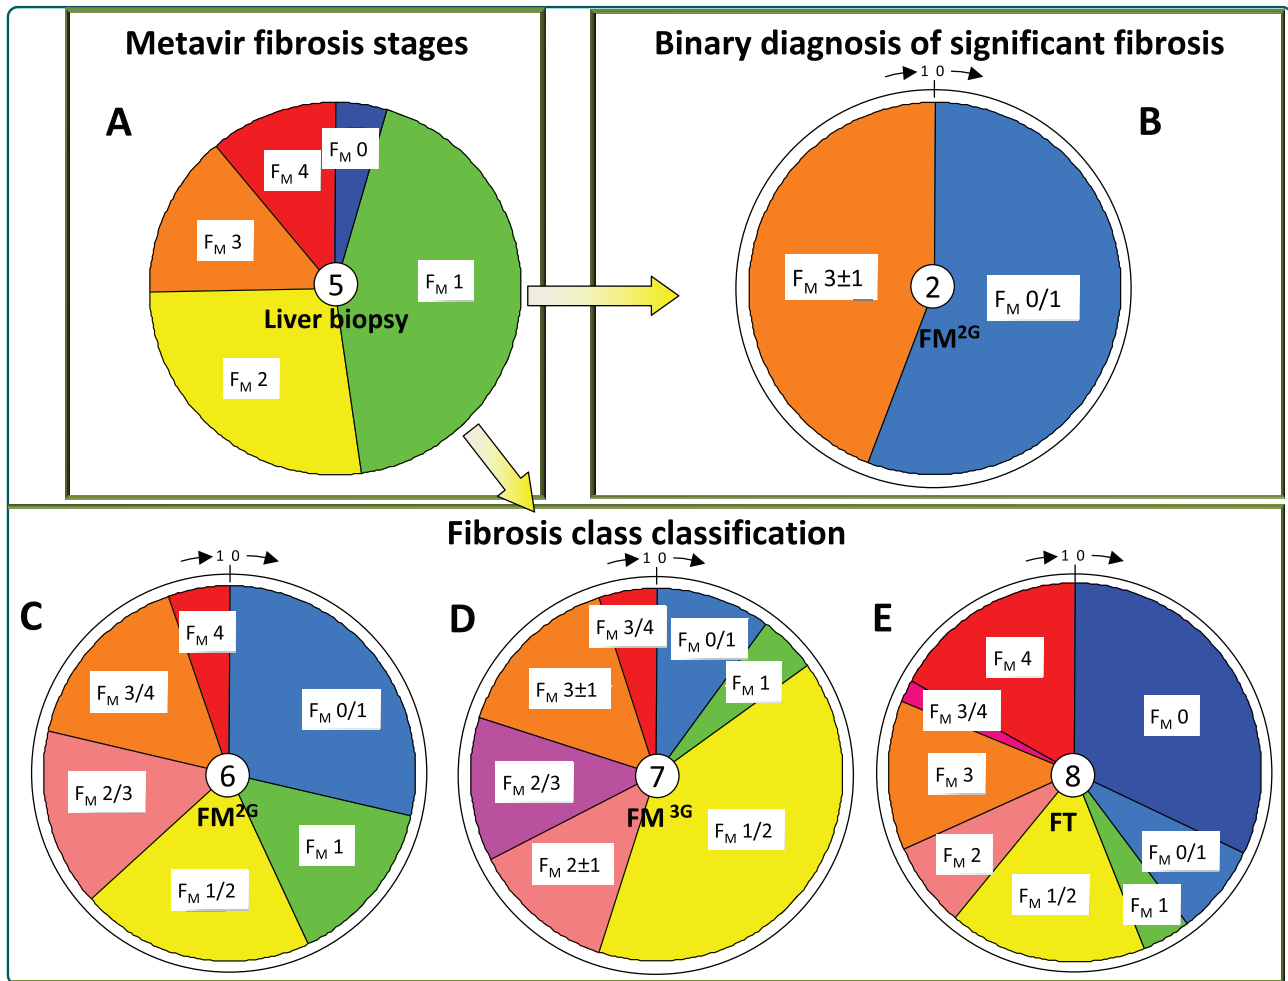 Metavir fibrosis stages
A
F_M 0
F_M 4
F_M 3
F_M 1
5
Liver biopsy
F_M 2
Binary diagnosis of significant fibrosis
1 0
B
F_M 3±1
2
F_M 0/1
FM^2G
Fibrosis class classification
1 0
C
F_M 4
F_M 3/4
F_M 0/1
F_M 2/3
6
FM^2G
F_M 1
F_M 1/2
1 0
D
F_M 3/4
F_M 0/1
F_M 1
F_M 3±1
F_M 2/3
7
FM ^3G
F_M 1/2
F_M 2±1
1 0
E
F_M 4
F_M 3/4
F_M 0
F_M 3
8
FT
F_M 2
F_M 0/1
F_M 1/2
F_M 1